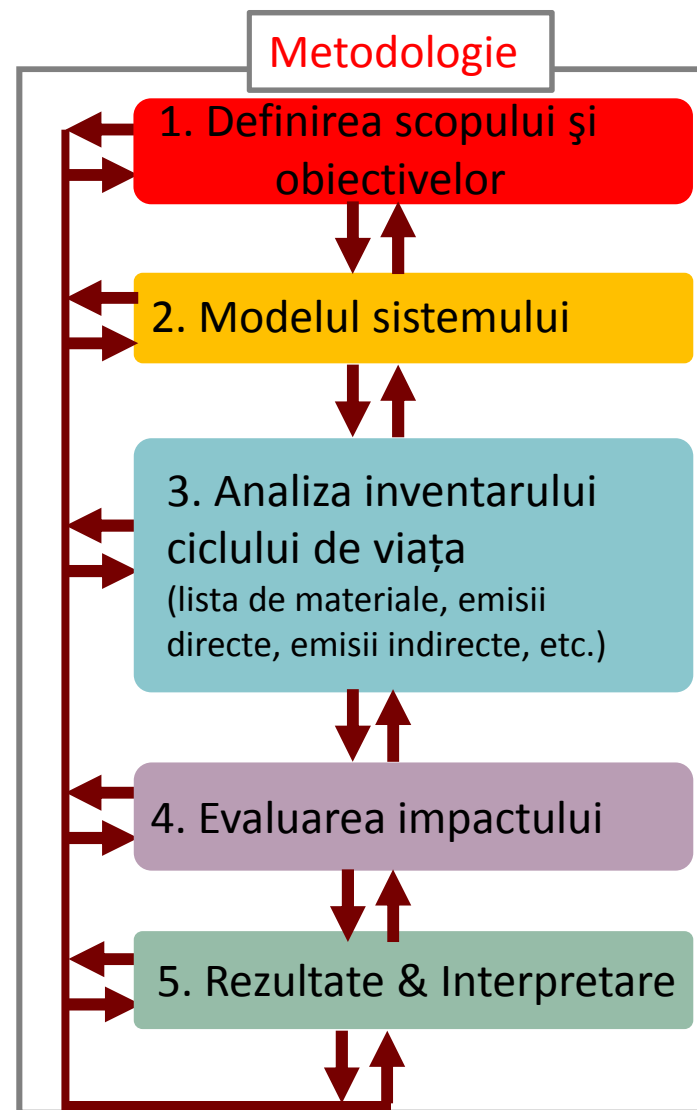 Metodologie
1. Definirea scopului şi
obiectivelor
2. Modelul sistemului
3. Analiza inventarului
ciclului de viața
(lista de materiale, emisii
directe, emisii indirecte, etc.)
4. Evaluarea impactului
5. Rezultate & Interpretare